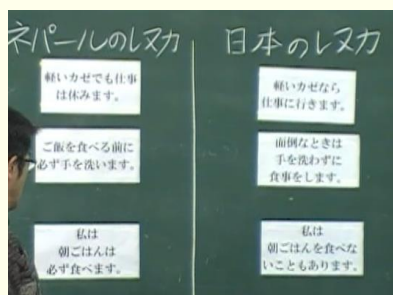 ネパールのレヌカ
軽いカゼでも仕事
は休みます。
ご飯を食べる前に
必ず手を洗います。
私は
朝ごはんは
必ず食べます。
日本のレヌカ
軽いカゼなら
仕事に行きます。
面倒なときは
手を洗わずに
食事をします。
私は
朝ごはんを食べな
いこともあります。